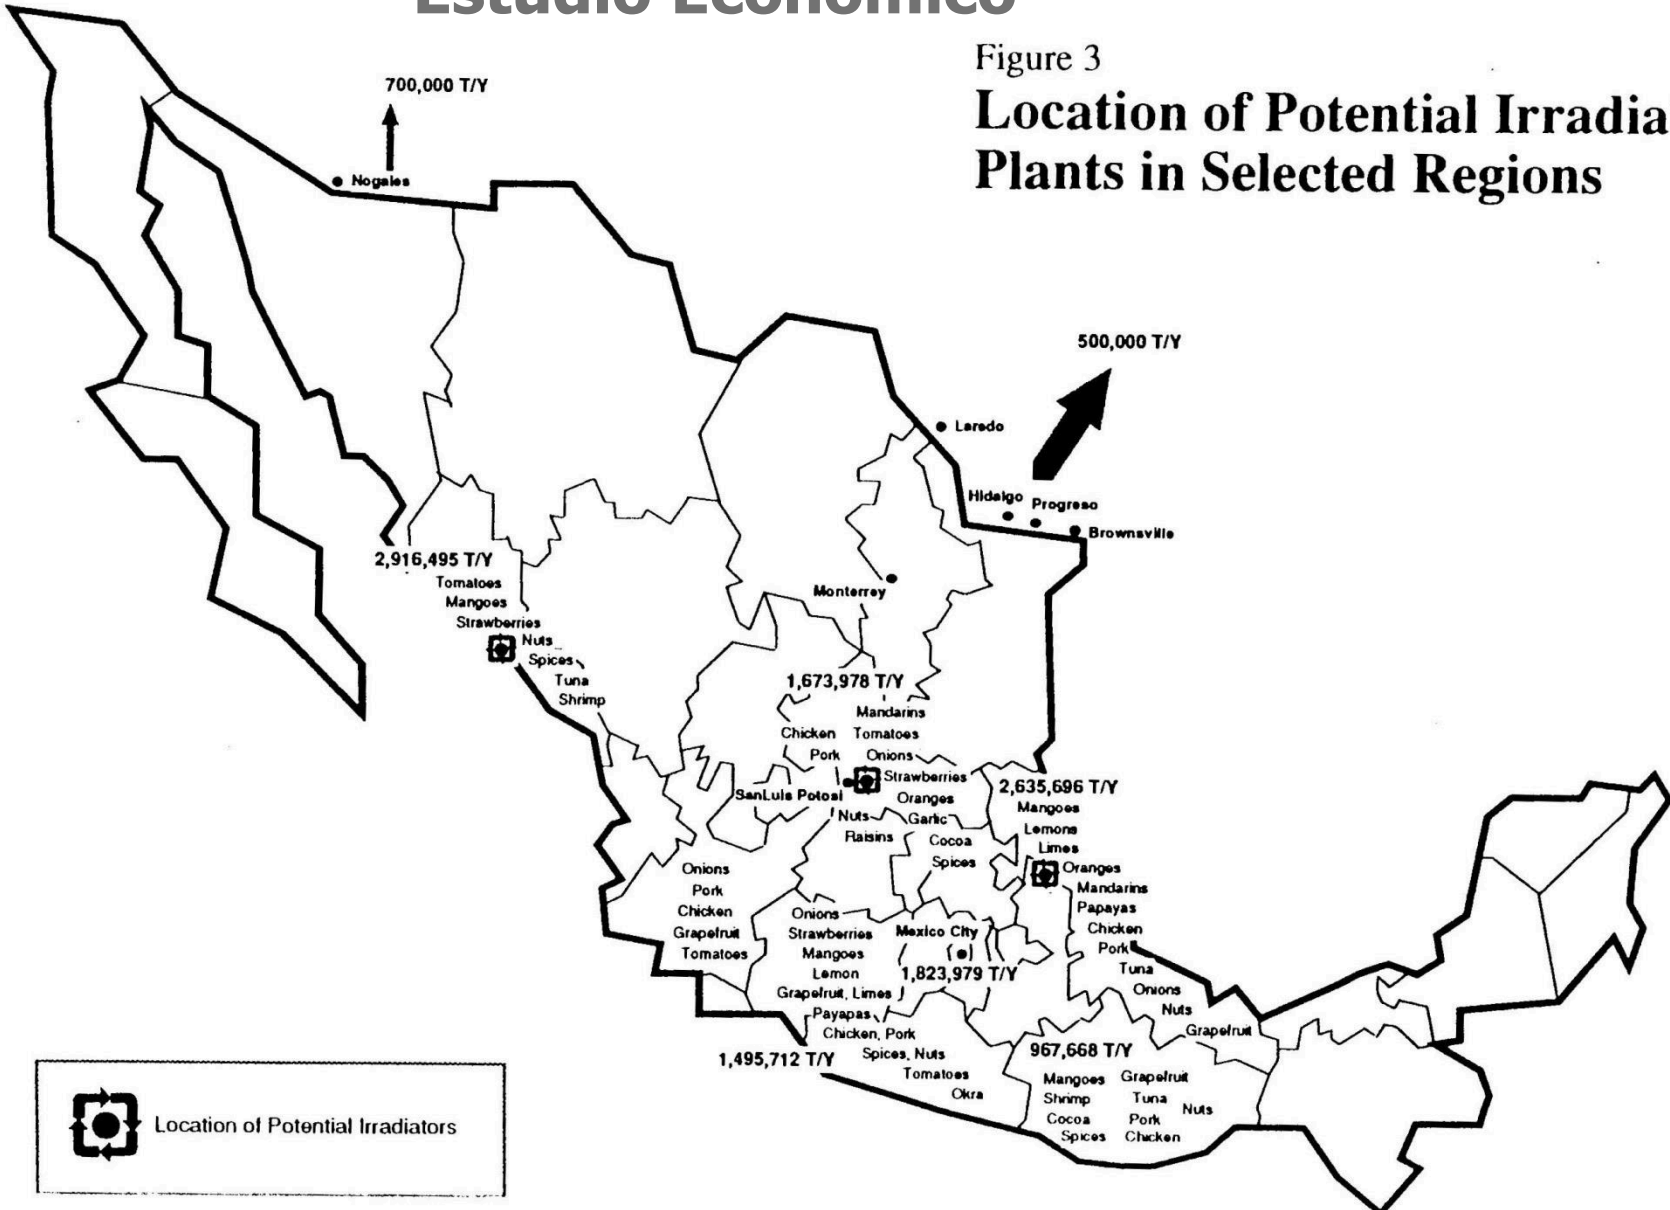 Estudio Económico
Figure 3
Location of Potential Irradia
Plants in Selected Regions
700,000 T/Y
Nogales
500,000 T/Y
Laredo
Hidalgo
Progreso
Brownsville
2,916,495 T/Y
Tomatoes
Mangoes
Strawberries
Nuts
Spices
Tuna
Shrimp
Monterrey
1,673,978 T/Y
Chicken
Pork
Mandarins
Tomatoes
Onions
Strawberries
Oranges
Garlic
Cocoa
Spices
SanLuis Potosi
Nuts
Raisins
2,635,696 T/Y
Mangoes
Lemons
Limes
Oranges
Mandarins
Papayas
Chicken
Pork
Tuna
Onions
Nuts
Grapefruit
Onions
Pork
Chicken
Grapefruit
Tomatoes
Onions
Strawberries
Mangoes
Lemon
Grapefruit, Limes
Payapas
Chicken, Pork
Spices, Nuts
Tomatoes
Okra
Mexico City
1,823,979 T/Y
1,495,712 T/Y
967,668 T/Y
Mangoes
Shrimp
Cocoa
Spices
Grapefruit
Tuna
Pork
Chicken
Nuts
Location of Potential Irradiators